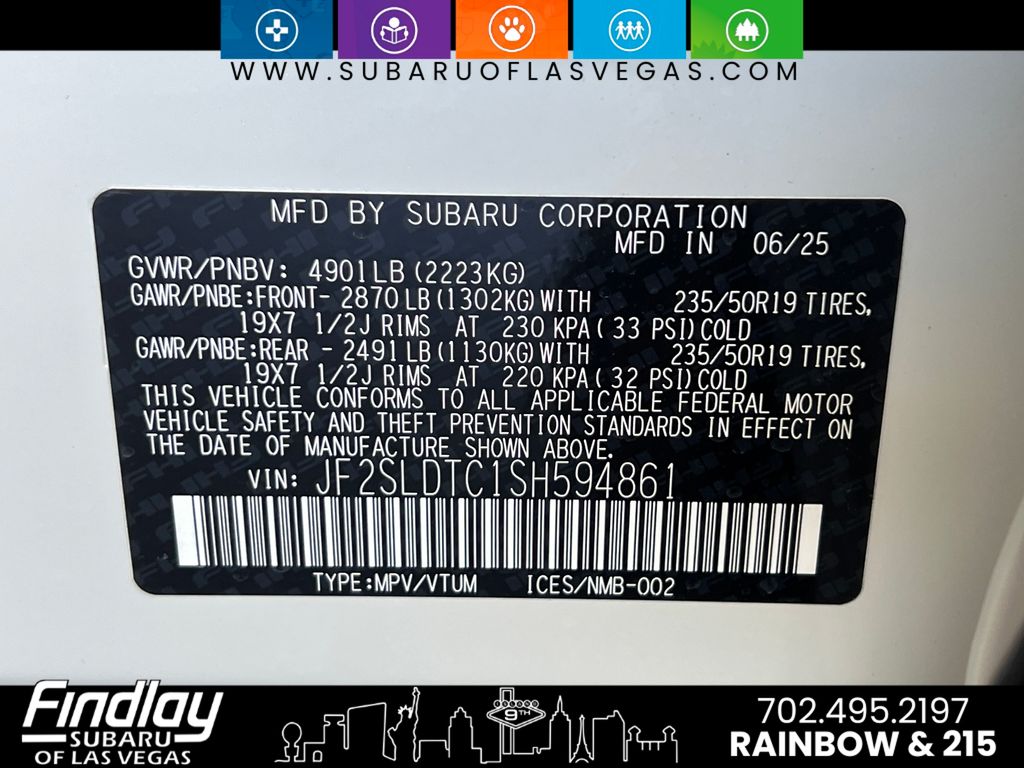 WWW.SUBARUOFLASVEGAS.COM
MFD BY SUBARU CORPORATION
MFD IN 06/25
GVWR/PNBV: 4901LB(2223KG)
GAWR/PNBE:FRONT- 2870LB(1302KG)WITH 235/50R19 TIRES,
19X7 1/2J RIMS AT 230 KPA( 33 PSI)COLD
GAWR/PNBE:REAR - 2491LB(1130KG)WITH 235/50R19 TIRES,
19X7 1/2J RIMS AT 220 KPA( 32 PSI)COLD
THIS VEHICLE CONFORMS TO ALL APPLICABLE FEDERAL MOTOR
VEHICLE SAFETY AND THEFT PREVENTION STANDARDS IN EFFECT ON
THE DATE OF MANUFACTURE SHOWN ABOVE.
VIN: JF2SLDTC1SH594861
TYPE:MPV/VTUM ICES/NMB-002
Findlay
SUBARU
OF LAS VEGAS
9TH
702.495.2197
RAINBOW & 215